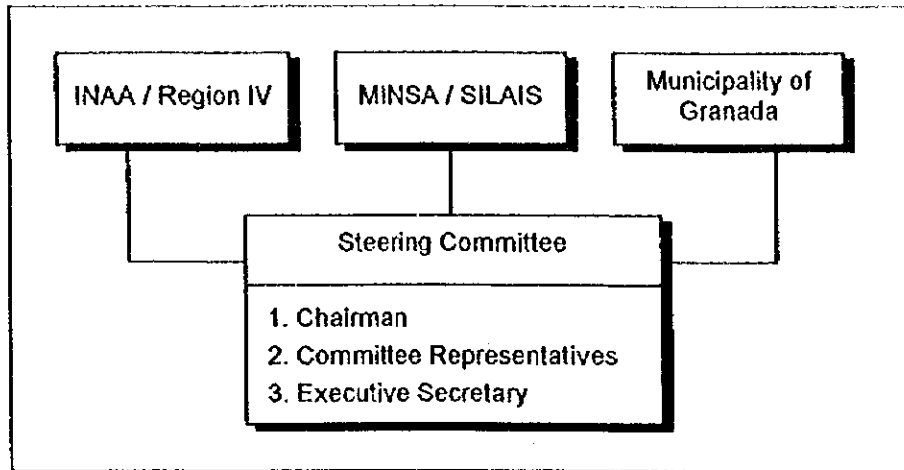 INAA / Region IV
MINSA / SILAIS
Municipality of
Granada
Steering Committee
1. Chairman
2. Committee Representatives
3. Executive Secretary